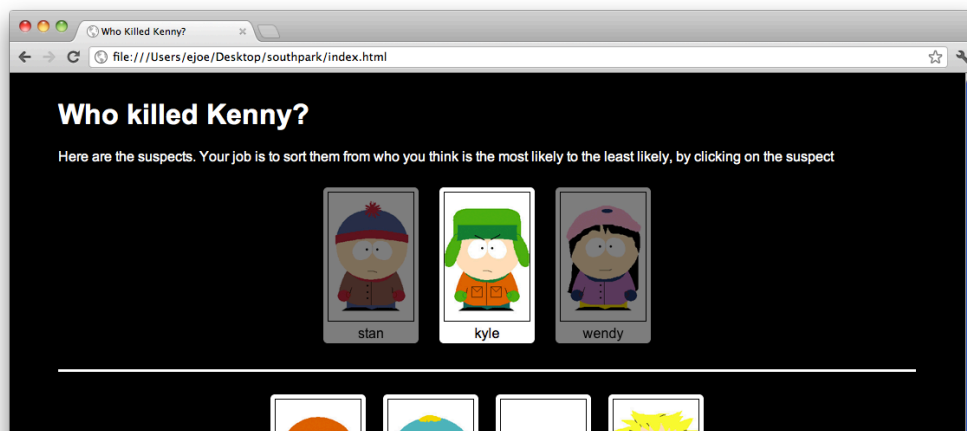 Who Killed Kenny?
file:///Users/ejoe/Desktop/southpark/index.html
Who killed Kenny?
Here are the suspects. Your job is to sort them from who you think is the most likely to the least likely, by clicking on the suspect
stan
kyle
wendy